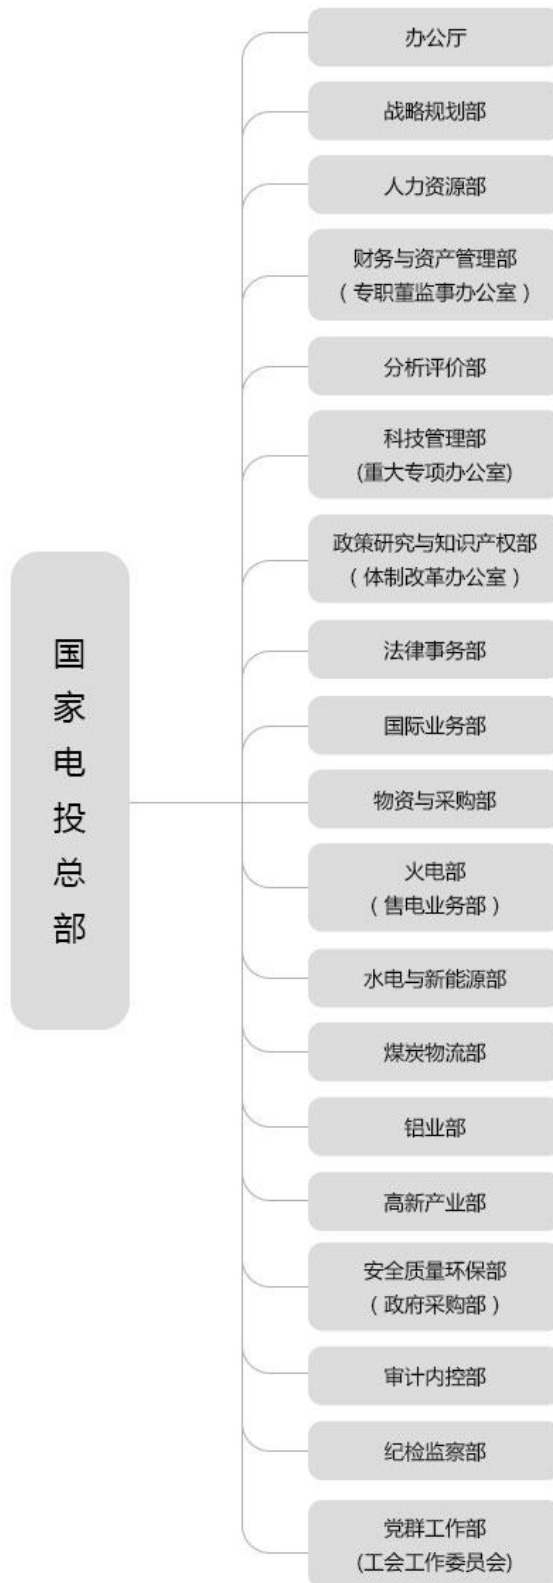 办公厅
战略规划部
人力资源部
财务与资产管理部
（专职董监事办公室）
分析评价部
科技管理部
(重大专项办公室)
政策研究与知识产权部
（体制改革办公室）
法律事务部
国际业务部
国家电投总部
物资与采购部
火电部
（售电业务部）
水电与新能源部
煤炭物流部
铝业部
高新产业部
安全质量环保部
（政府采购部）
审计内控部
纪检监察部
党群工作部
(工会工作委员会)